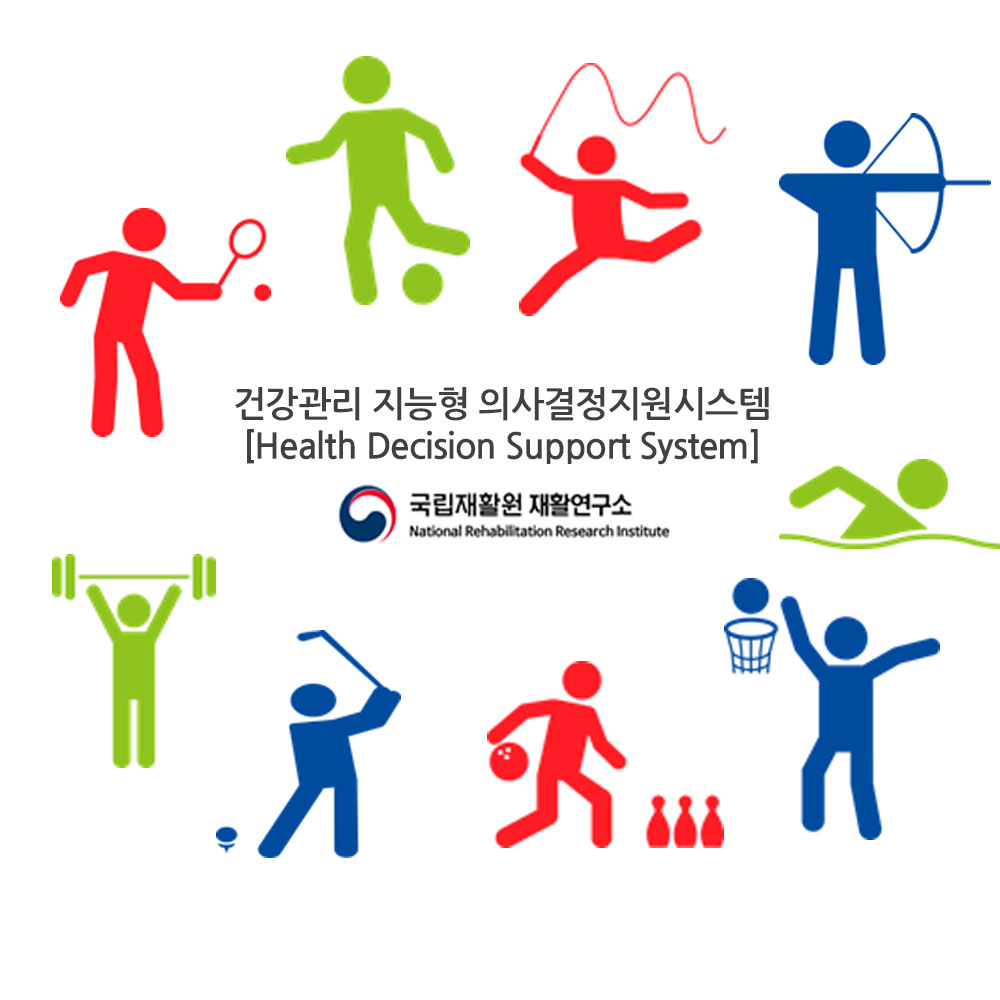 건강관리 지능형 의사결정지원시스템
[Health Decision Support System]
국립재활원 재활연구소
National Rehabilitation Research Institute